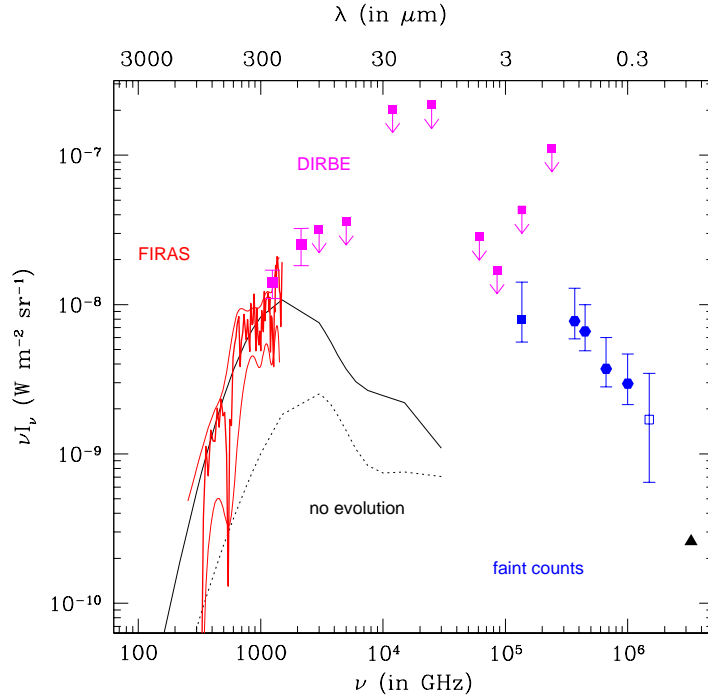 λ (in μm)
3000 300 30 3 0.3
10⁻⁷
10⁻⁸
10⁻⁹
10⁻¹⁰
νI_ν (W m⁻² sr⁻¹)
DIRBE
FIRAS
no evolution
faint counts
100 1000 10⁴ 10⁵ 10⁶
ν (in GHz)